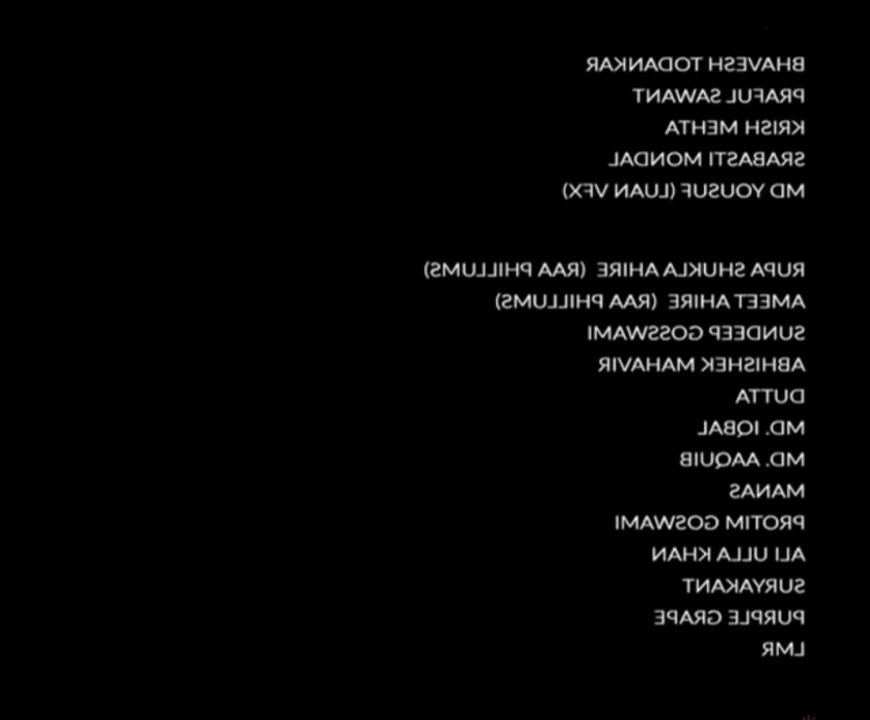 BHAVESH TODANKAR
PRAFUL SAWANT
KRISH MEHTA
SRABASTI MONDAL
MD YOUSUF (LUAN VFX)
RUPA SHUKLA AHIRE (RAA PHILLUMS)
AMEET AHIRE (RAA PHILLUMS)
SUNDEEP GOSSWAMI
ABHISHEK MAHAVIR
DUTTA
MD. IQBAL
MD. AAQUIB
MANAS
PROTIM GOSWAMI
ALI ULLA KHAN
SURYAKANT
PURPLE GRAPE
LMR